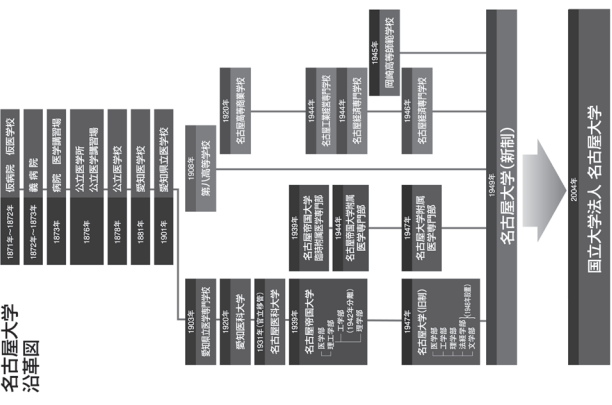 名古屋大学
沿革図
1871年〜1872年
仮病院 仮医学校
1872年〜1873年
義病院
1873年
病院 医学講習場
1876年
公立医学所
公立医学講習場
1878年
公立医学校
1881年
愛知医学校
1901年
愛知県立医学校
1903年
愛知県立医学専門学校
1920年
愛知医科大学
1931年(官立移管)
名古屋医科大学
1939年
名古屋帝国大学
医学部
理工学部
工学部
(1942年分離)
理学部
1947年
名古屋大学(旧制)
医学部
工学部
理学部
法経学部
文学部
(1948年設置)
1939年
名古屋帝国大学
臨時附属医学専門部
1944年
名古屋帝国大学附属
医学専門部
1947年
名古屋大学附属
医学専門部
1908年
第八高等学校
1920年
名古屋高等商業学校
1944年
名古屋工業経営専門学校
1944年
名古屋経済専門学校
1946年
名古屋経済専門学校
1945年
岡崎高等師範学校
1949年
名古屋大学(新制)
2004年
国立大学法人 名古屋大学